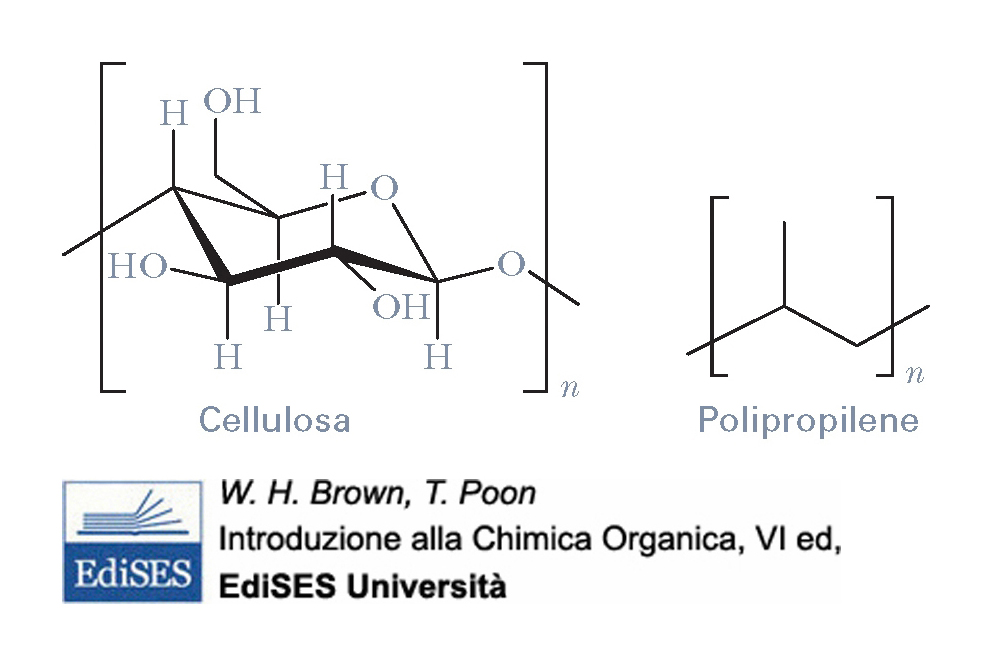 H OH
H O
HO O
H OH
H H
n n
Cellulosa Polipropilene
W. H. Brown, T. Poon
Introduzione alla Chimica Organica, VI ed,
EdiSES EdiSES Università